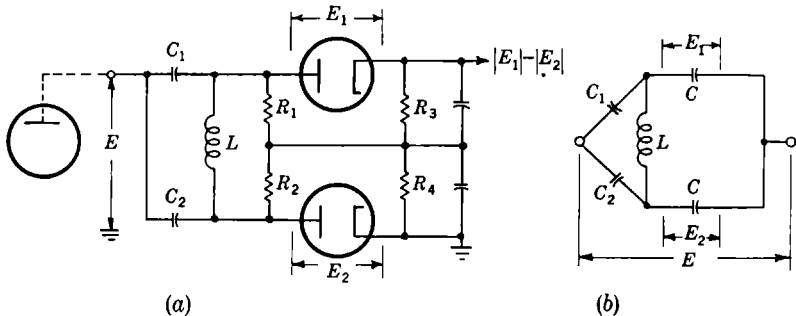 E₁
C₁
|E₁|−|E₂|
E
L
R₁
R₃
C₂
R₂
R₄
E₂
(a)
E₁
C
C₁
L
C₂
C
E₂
E
(b)